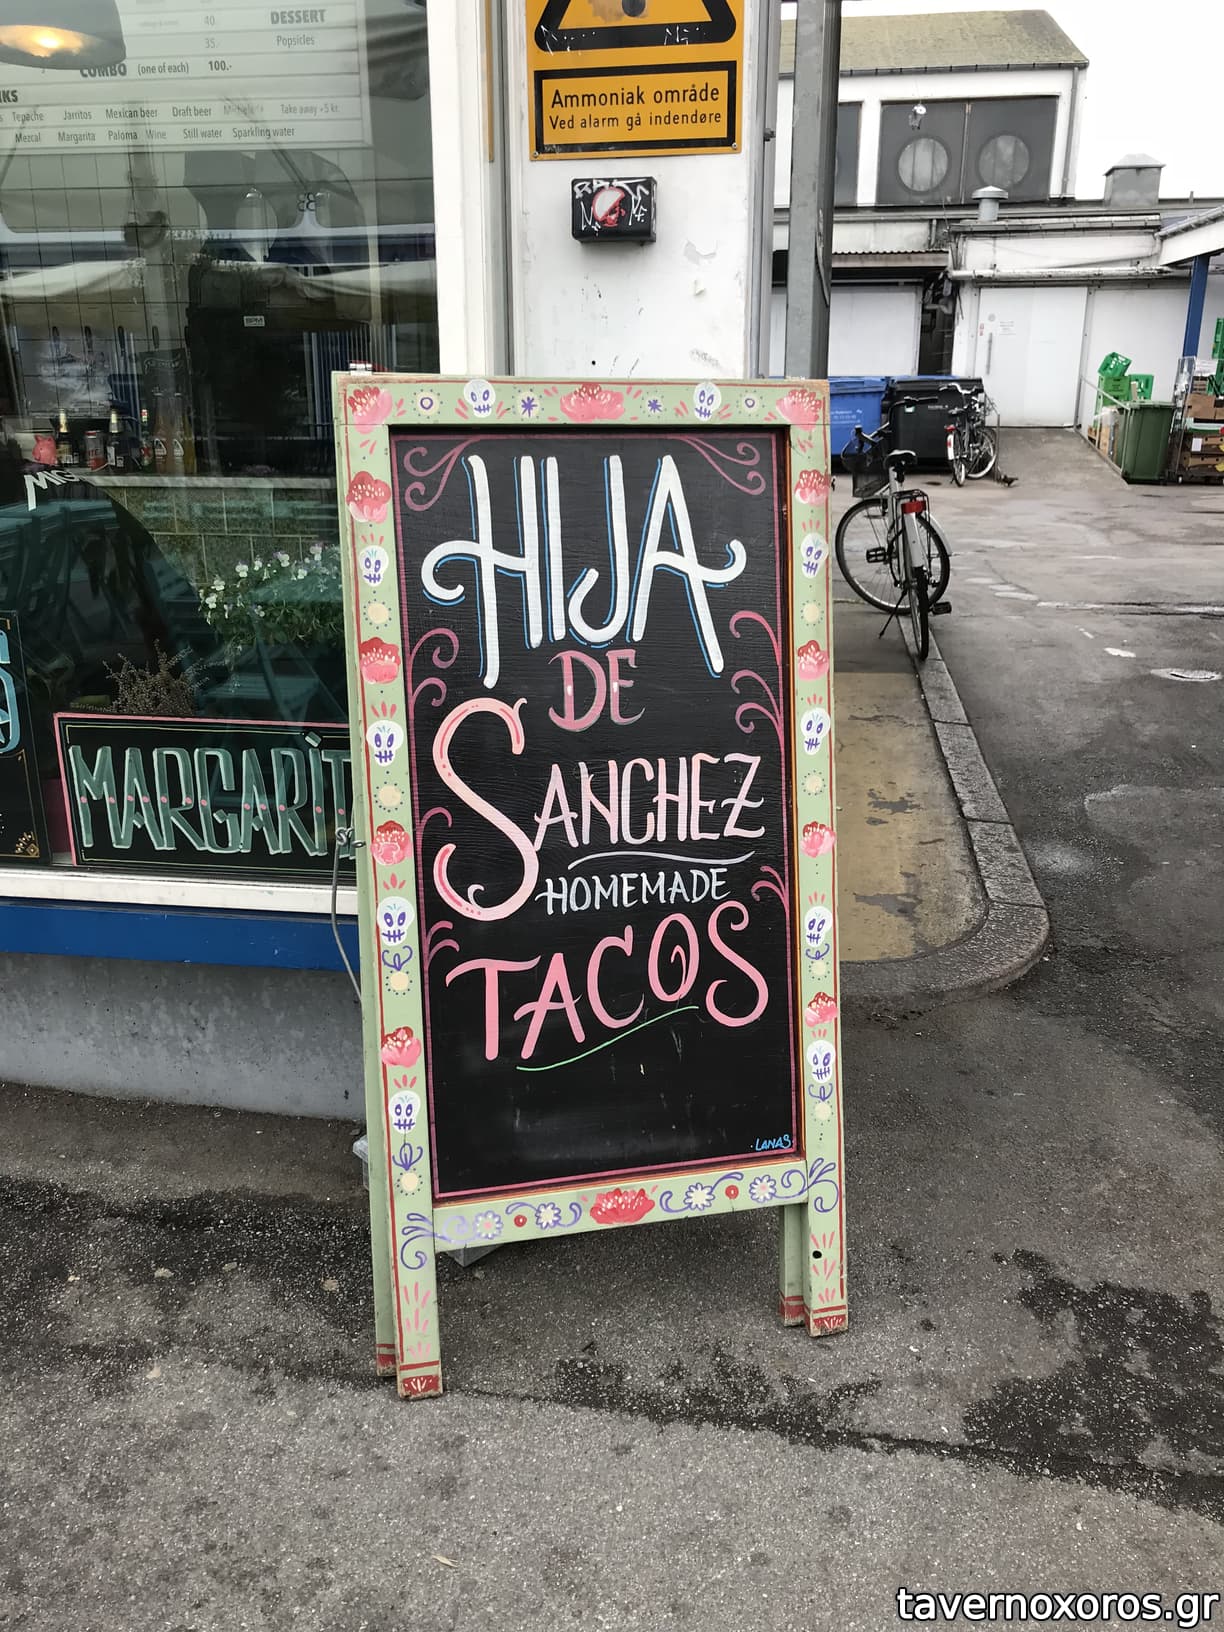 40. DESSERT
35.- Popsicles
COMBO (one of each) 100.-
Tepache Jarritos Mexican beer Draft beer Michelada Take away +5 kr.
Mezcal Margarita Paloma Wine Still water Sparkling water
Ammoniak område
Ved alarm gå indendøre
HIJA
DE
SANCHEZ
HOMEMADE
TACOS
LANAS
MARGARIT
tavernoxoros.gr